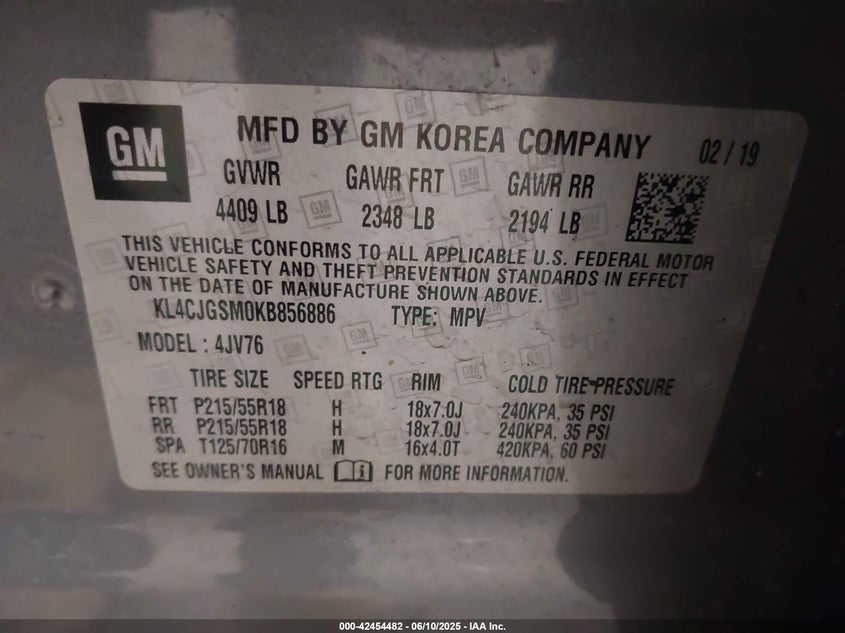 GM
MFD BY GM KOREA COMPANY 02/19
GVWR GAWR FRT GAWR RR
4409 LB 2348 LB 2194 LB
THIS VEHICLE CONFORMS TO ALL APPLICABLE U.S. FEDERAL MOTOR
VEHICLE SAFETY AND THEFT PREVENTION STANDARDS IN EFFECT
ON THE DATE OF MANUFACTURE SHOWN ABOVE.
KL4CJGSM0KB856886 TYPE: MPV
MODEL : 4JV76
TIRE SIZE SPEED RTG RIM COLD TIRE PRESSURE
FRT P215/55R18 H 18x7.0J 240KPA, 35 PSI
RR P215/55R18 H 18x7.0J 240KPA, 35 PSI
SPA T125/70R16 M 16x4.0T 420KPA, 60 PSI
SEE OWNER'S MANUAL FOR MORE INFORMATION.
000-42454482 - 06/10/2025 - IAA Inc.